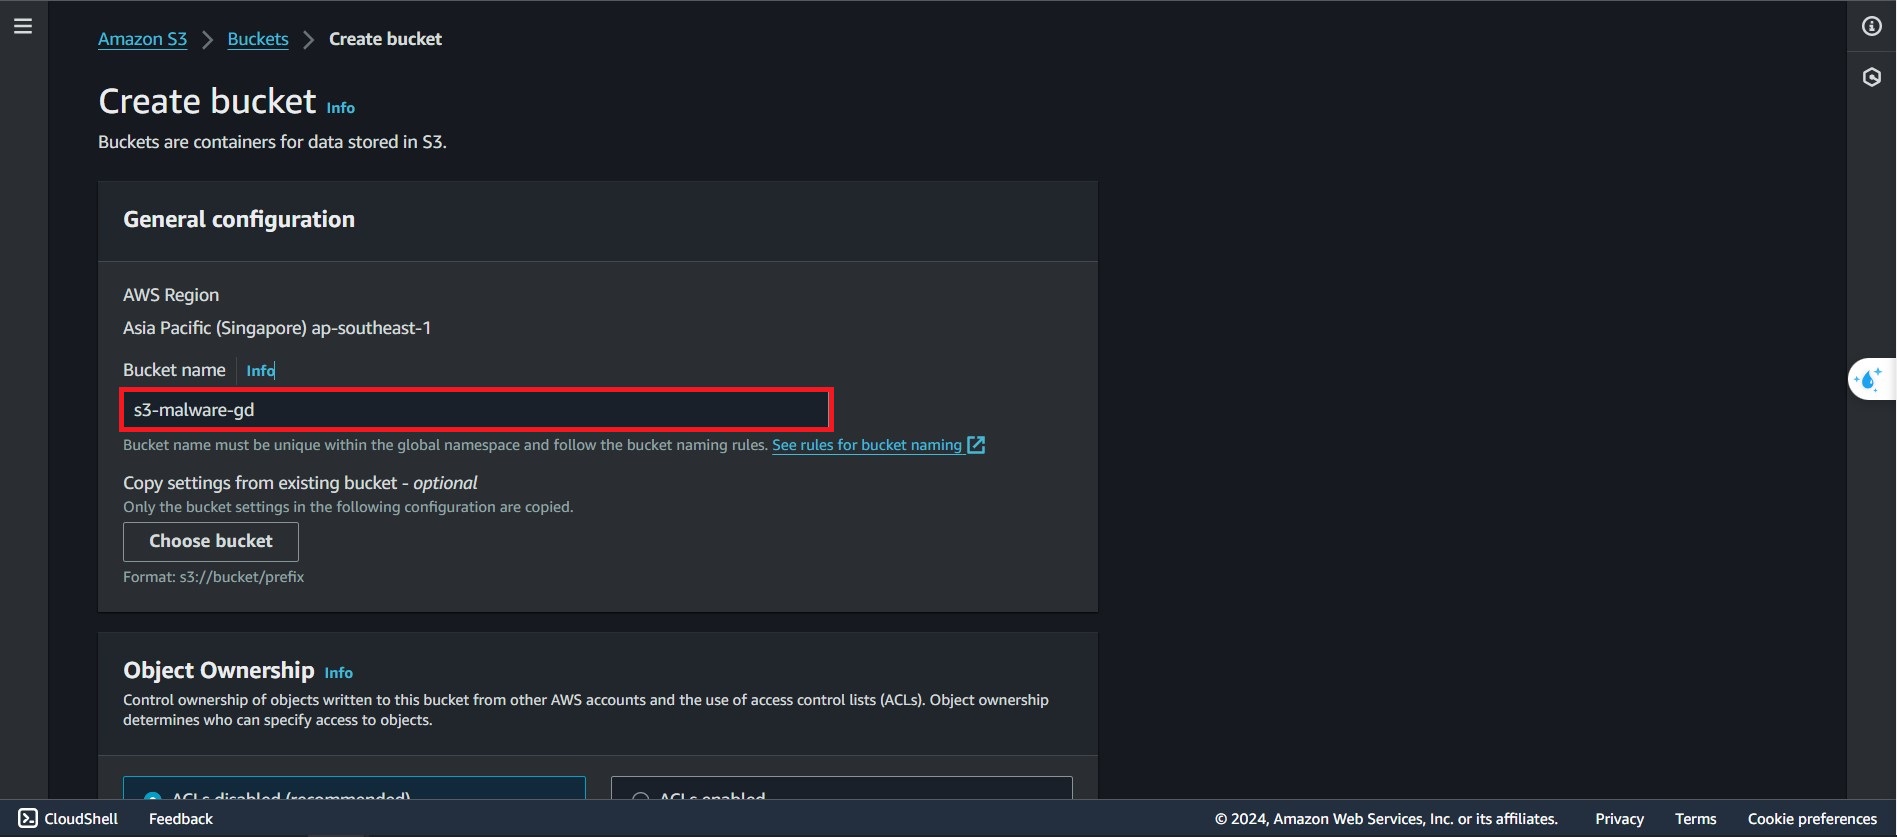 Amazon S3 > Buckets > Create bucket
Create bucket Info
Buckets are containers for data stored in S3.
General configuration
AWS Region
Asia Pacific (Singapore) ap-southeast-1
Bucket name Info
s3-malware-gd
Bucket name must be unique within the global namespace and follow the bucket naming rules. See rules for bucket naming
Copy settings from existing bucket - optional
Only the bucket settings in the following configuration are copied.
Choose bucket
Format: s3://bucket/prefix
Object Ownership Info
Control ownership of objects written to this bucket from other AWS accounts and the use of access control lists (ACLs). Object ownership
determines who can specify access to objects.
ACLs disabled (recommended) ACLs enabled
CloudShell Feedback © 2024, Amazon Web Services, Inc. or its affiliates. Privacy Terms Cookie preferences